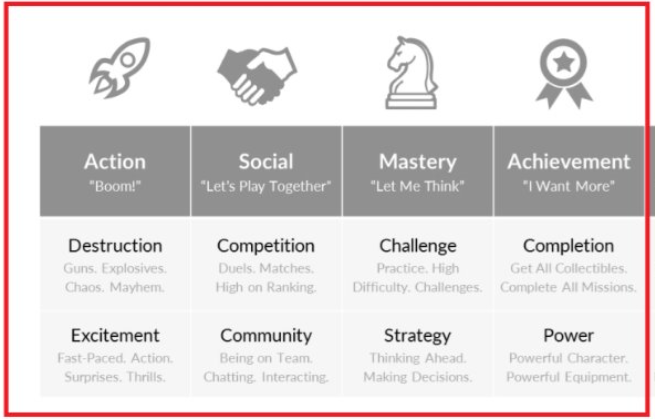 Action
"Boom!"
Social
"Let's Play Together"
Mastery
"Let Me Think"
Achievement
"I Want More"
Destruction
Guns. Explosives.
Chaos. Mayhem.
Competition
Duels. Matches.
High on Ranking.
Challenge
Practice. High
Difficulty. Challenges.
Completion
Get All Collectibles.
Complete All Missions.
Excitement
Fast-Paced. Action.
Surprises. Thrills.
Community
Being on Team.
Chatting. Interacting.
Strategy
Thinking Ahead.
Making Decisions.
Power
Powerful Character.
Powerful Equipment.